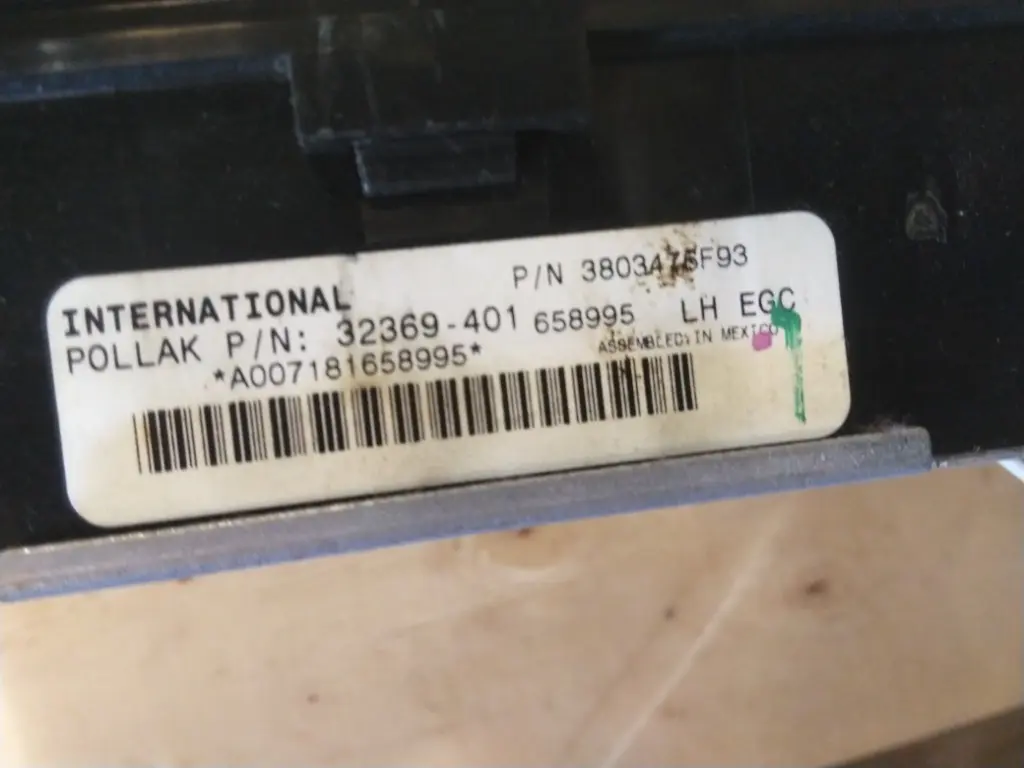 INTERNATIONAL P/N 3803475F93
POLLAK P/N: 32369-401 658995 LH EGC
*A007181658995* ASSEMBLED: IN MEXICO